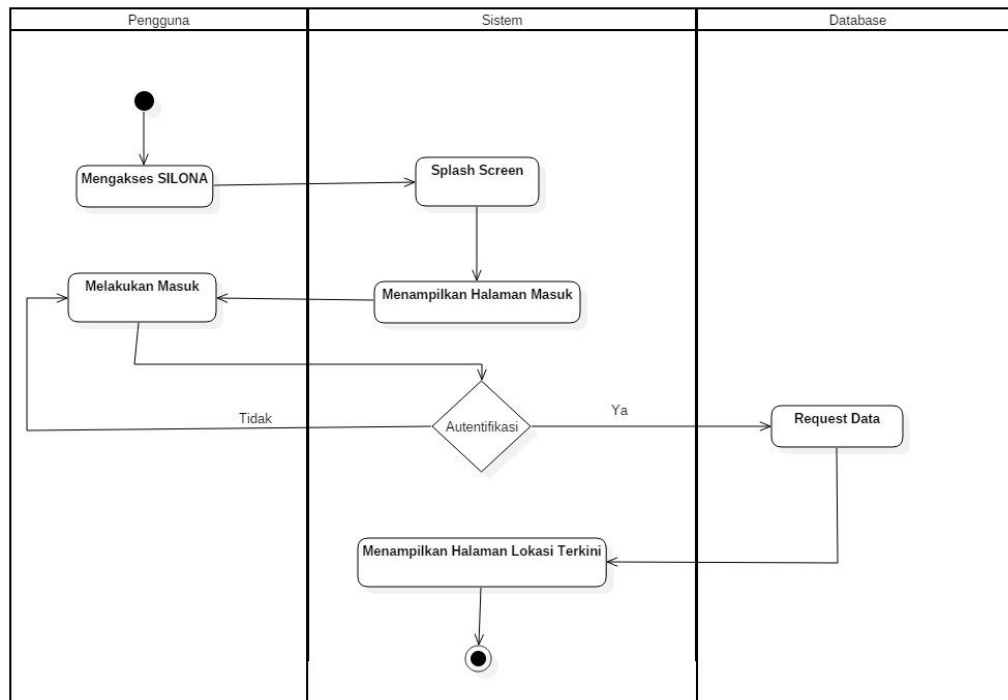 Pengguna
Sistem
Database
Mengakses SILONA
Splash Screen
Melakukan Masuk
Menampilkan Halaman Masuk
Tidak
Autentifikasi
Ya
Request Data
Menampilkan Halaman Lokasi Terkini